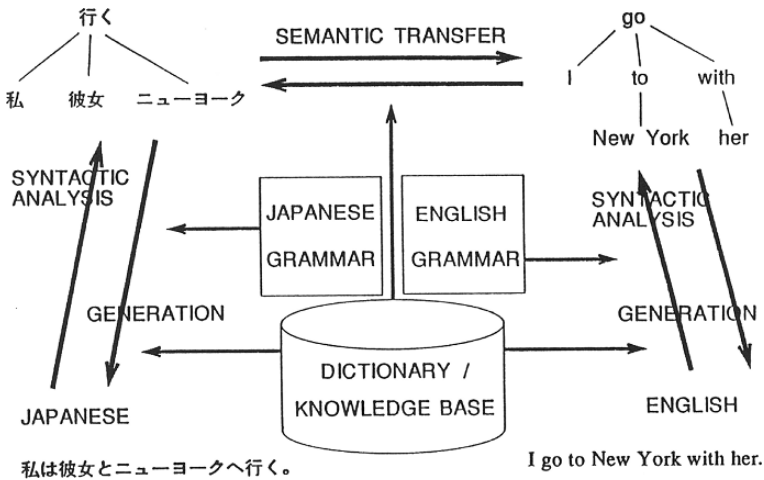 行く
SEMANTIC TRANSFER
go
私 彼女 ニューヨーク
I to with
New York her
SYNTACTIC
ANALYSIS
JAPANESE
GRAMMAR
ENGLISH
GRAMMAR
SYNTACTIC
ANALYSIS
GENERATION
GENERATION
DICTIONARY /
KNOWLEDGE BASE
JAPANESE
ENGLISH
私は彼女とニューヨークへ行く。
I go to New York with her.